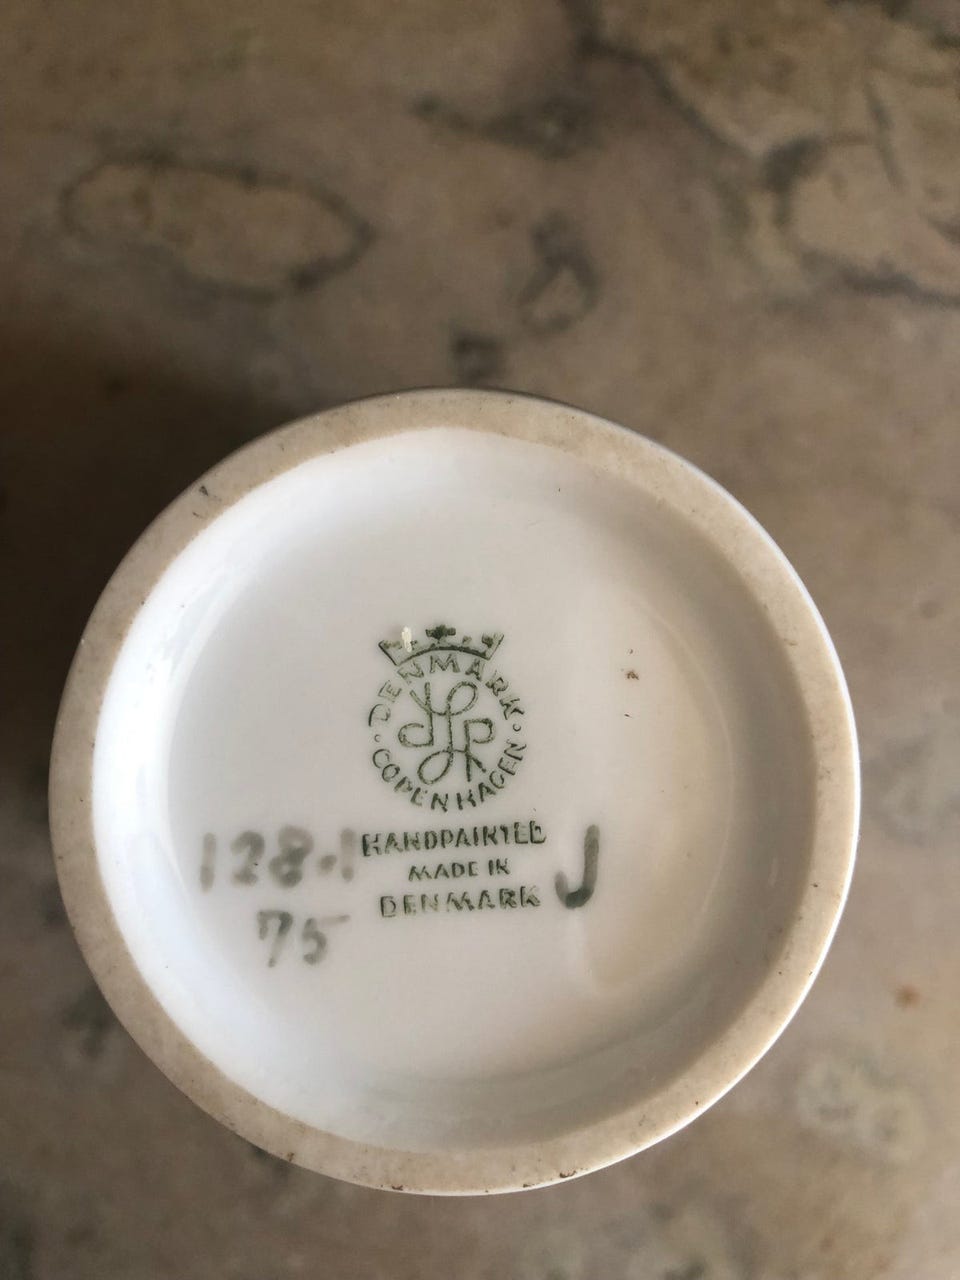 DENMARK
COPENHAGEN
HANDPAINTED
MADE IN
DENMARK
128.1
75
J